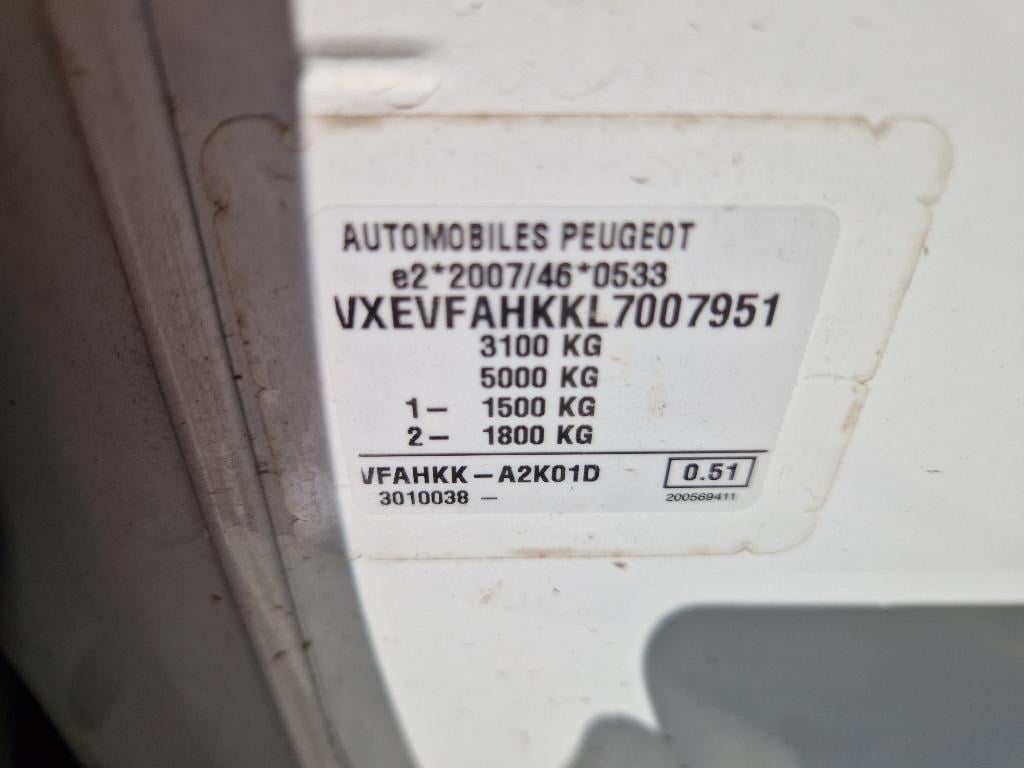 AUTOMOBILES PEUGEOT
e2*2007/46*0533
VXEVFAHKKL7007951
3100 KG
5000 KG
1- 1500 KG
2- 1800 KG
VFAHKK-A2K01D 0.51
3010038 - 200569411